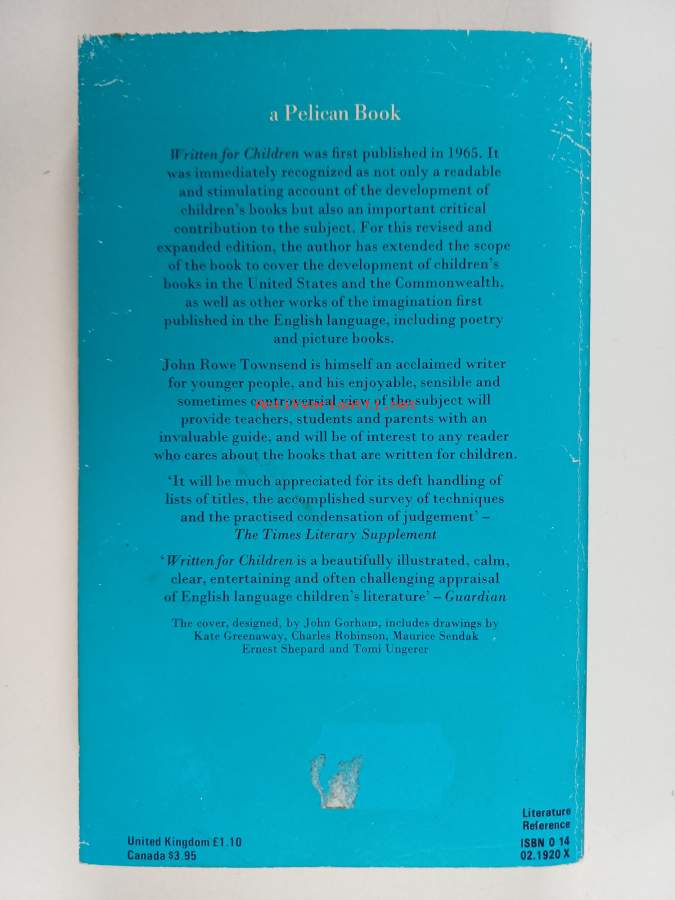 a Pelican Book
Written for Children was first published in 1965. It
was immediately recognized as not only a readable
and stimulating account of the development of
children's books but also an important critical
contribution to the subject. For this revised and
expanded edition, the author has extended the scope
of the book to cover the development of children's
books in the United States and the Commonwealth,
as well as other works of the imagination first
published in the English language, including poetry
and picture books.
John Rowe Townsend is himself an acclaimed writer
for younger people, and his enjoyable, sensible and
sometimes controversial view of the subject will
provide teachers, students and parents with an
invaluable guide, and will be of interest to any reader
who cares about the books that are written for children.
‘It will be much appreciated for its deft handling of
lists of titles, the accomplished survey of techniques
and the practised condensation of judgement’ –
The Times Literary Supplement
‘Written for Children is a beautifully illustrated, calm,
clear, entertaining and often challenging appraisal
of English language children's literature’ – Guardian
The cover, designed, by John Gorham, includes drawings by
Kate Greenaway, Charles Robinson, Maurice Sendak
Ernest Shepard and Tomi Ungerer
United Kingdom £1.10
Canada $3.95
Literature
Reference
ISBN 0 14
02.1920 X